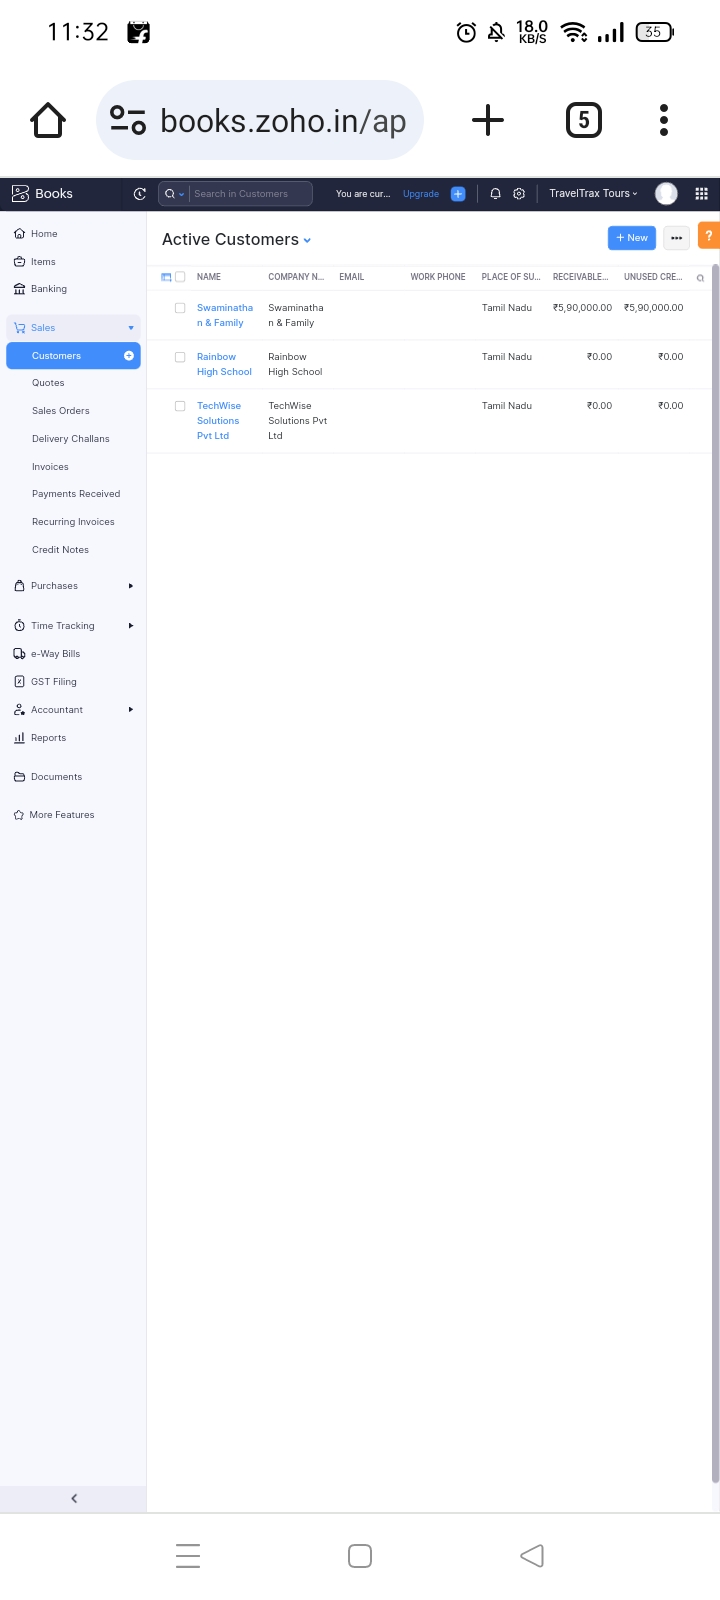 11:32
18.0
KB/S
35
books.zoho.in/ap
5
Books
Search in Customers
You are cur...
Upgrade
TravelTrax Tours
Home
Items
Banking
Sales
Customers
Quotes
Sales Orders
Delivery Challans
Invoices
Payments Received
Recurring Invoices
Credit Notes
Purchases
Time Tracking
e-Way Bills
GST Filing
Accountant
Reports
Documents
More Features
Active Customers
+ New
?
NAME COMPANY N... EMAIL WORK PHONE PLACE OF SU... RECEIVABLE... UNUSED CRE...
Swaminatha Swaminatha Tamil Nadu ₹5,90,000.00 ₹5,90,000.00
n & Family n & Family
Rainbow Rainbow Tamil Nadu ₹0.00 ₹0.00
High School High School
TechWise TechWise Tamil Nadu ₹0.00 ₹0.00
Solutions Solutions Pvt
Pvt Ltd Ltd